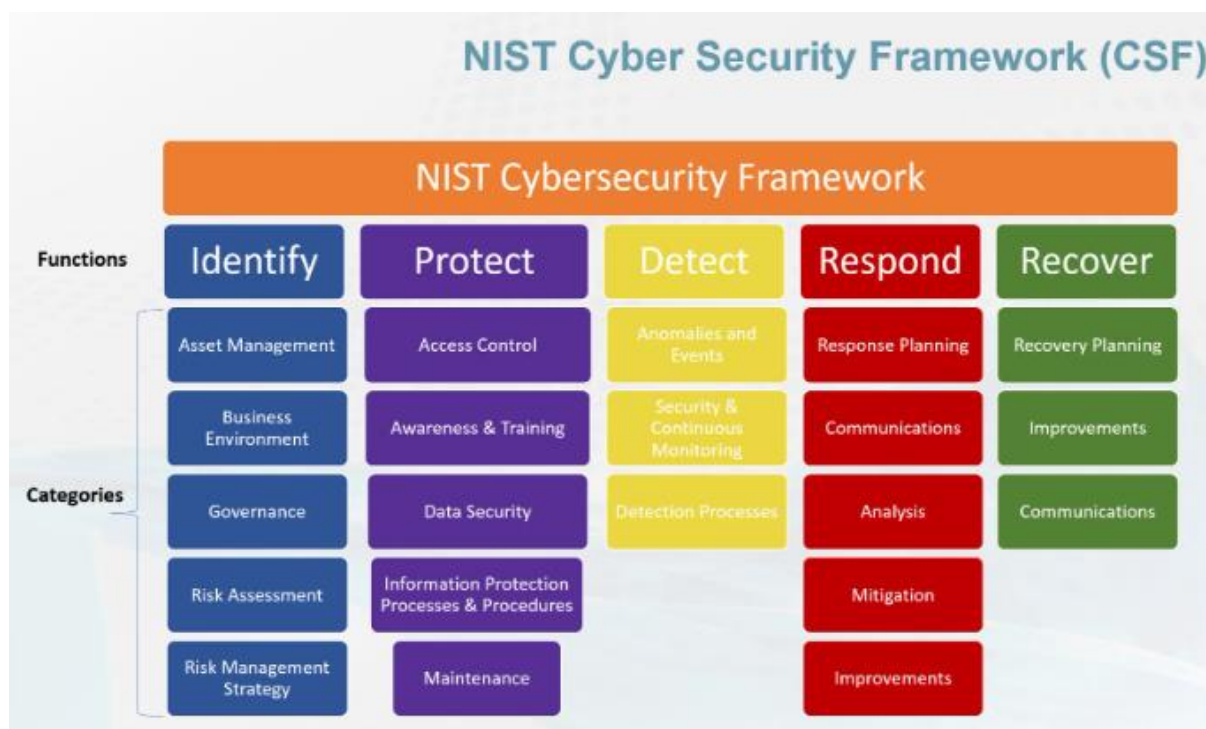 NIST Cyber Security Framework (CSF)
NIST Cybersecurity Framework
Functions
Identify
Protect
Detect
Respond
Recover
Categories
Asset Management
Business
Environment
Governance
Risk Assessment
Risk Management
Strategy
Access Control
Awareness & Training
Data Security
Information Protection
Processes & Procedures
Maintenance
Anomalies and
Events
Security &
Continuous
Monitoring
Detection Processes
Response Planning
Communications
Analysis
Mitigation
Improvements
Recovery Planning
Improvements
Communications